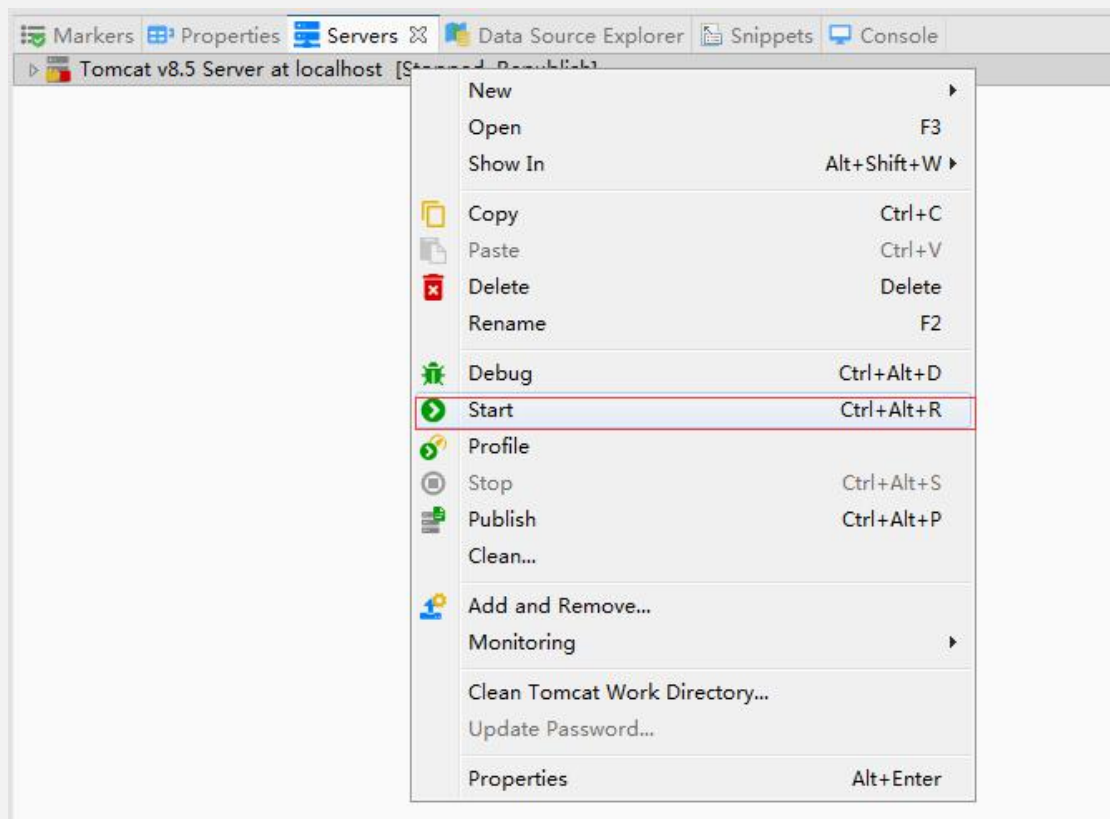 Markers Properties Servers Data Source Explorer Snippets Console
Tomcat v8.5 Server at localhost
New
Open F3
Show In Alt+Shift+W
Copy Ctrl+C
Paste Ctrl+V
Delete Delete
Rename F2
Debug Ctrl+Alt+D
Start Ctrl+Alt+R
Profile
Stop Ctrl+Alt+S
Publish Ctrl+Alt+P
Clean...
Add and Remove...
Monitoring
Clean Tomcat Work Directory...
Update Password...
Properties Alt+Enter